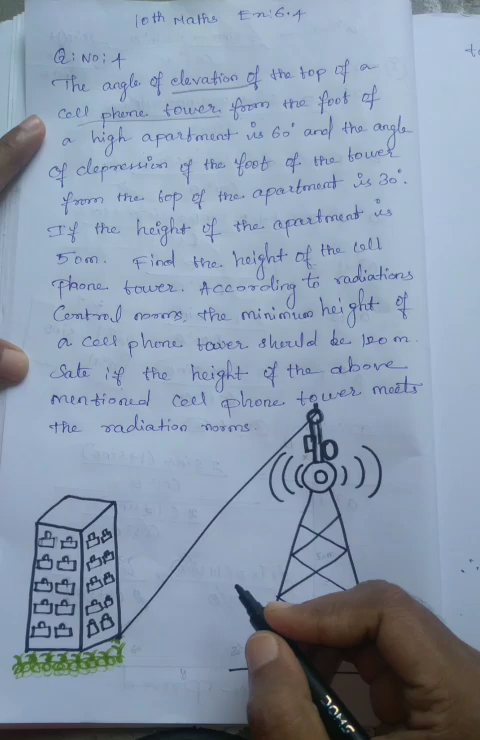 10th Maths Ex:6.4
Q: No: 4
The angle of elevation of the top of a
cell phone tower from the foot of
a high apartment is 60° and the angle
of depression of the foot of the tower
from the top of the apartment is 30°.
If the height of the apartment is
50m. Find the height of the cell
phone tower. According to radiations
Control norms, the minimum height of
a cell phone tower should be 120 m.
Sate if the height of the above
mentioned cell phone tower meets
the radiation norms.